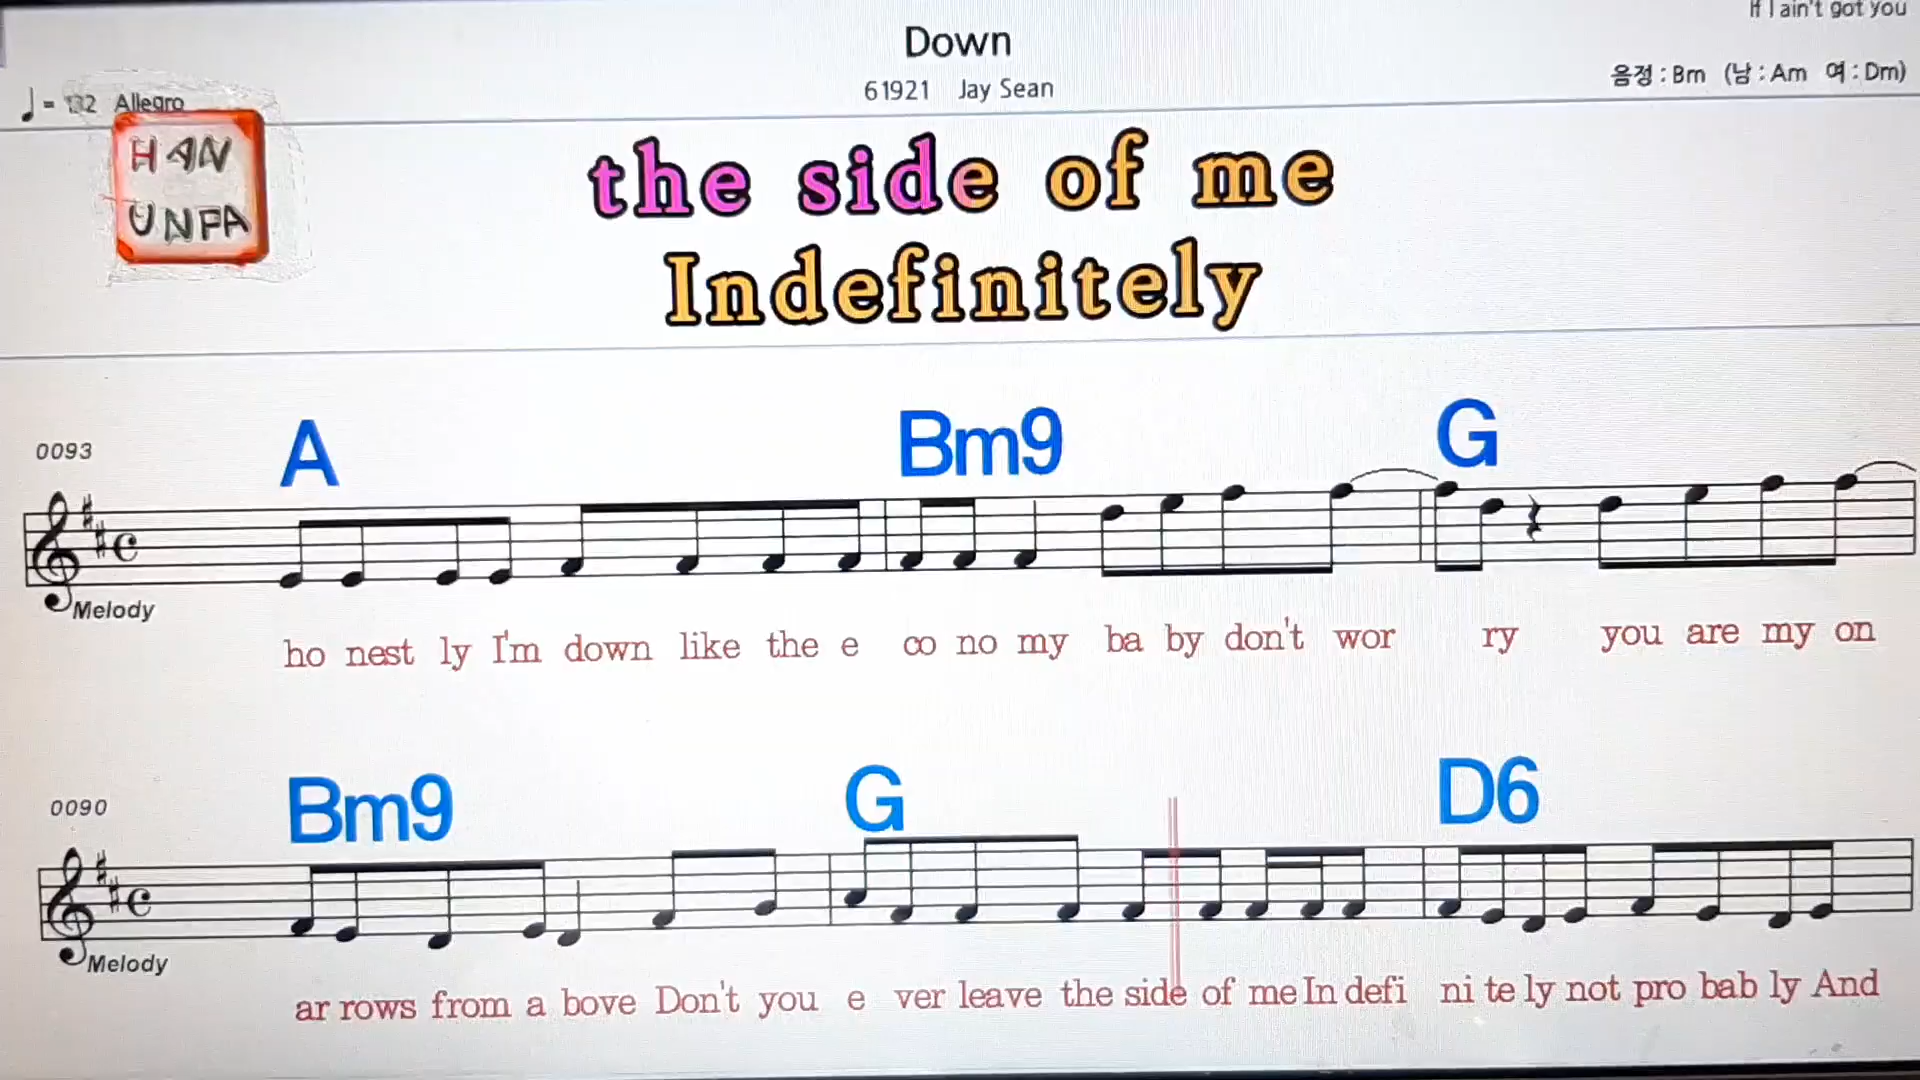 If I ain't got you
Down
61921 Jay Sean
음정 : Bm (남 : Am 여 : Dm)
♩ = 132 Allegro
HAN
UNFA
the side of me
Indefinitely
0093
A Bm9 G
Melody
ho nest ly I'm down like the e co no my ba by don't wor ry you are my on
0090
Bm9 G D6
Melody
ar rows from a bove Don't you e ver leave the side of me In defi ni te ly not pro bab ly And